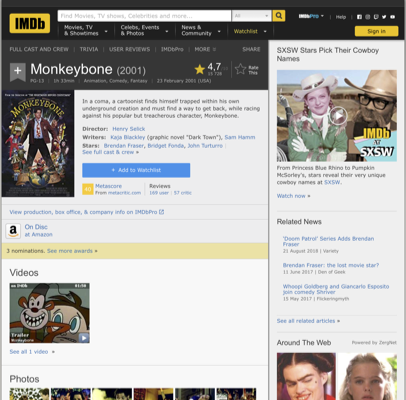 IMDb
Find Movies, TV shows, Celebrities and more...
All
IMDbPro
Help
Movies, TV & Showtimes
Celebs, Events & Photos
News & Community
Watchlist
Sign in
FULL CAST AND CREW | TRIVIA | USER REVIEWS | IMDbPro | MORE
SHARE
+ Monkeybone (2001)
PG-13 | 1h 33min | Animation, Comedy, Fantasy | 23 February 2001 (USA)
4,7
Rate This
MONKEYBONE
In a coma, a cartoonist finds himself trapped within his own underground creation and must find a way to get back, while racing against his popular but treacherous character, Monkeybone.
Director: Henry Selick
Writers: Kaja Blackley (graphic novel "Dark Town"), Sam Hamm
Stars: Brendan Fraser, Bridget Fonda, John Turturro |
See full cast & crew »
+ Add to Watchlist
40
Metascore
From metacritic.com
Reviews
169 user | 57 critic
View production, box office, & company info on IMDbPro
a
On Disc
at Amazon
3 nominations. See more awards »
Videos
on IMDb
01:50
Trailer
Monkeybone
See all 1 video »
Photos
SXSW Stars Pick Their Cowboy Names
IMDb
at
SXSW
From Princess Blue Rhino to Pumpkin McSorley's, stars reveal their very unique cowboy names at SXSW.
Watch now »
Related News
'Doom Patrol' Series Adds Brendan Fraser
21 August 2018 | Variety
Brendan Fraser: the lost movie star?
11 June 2017 | Den of Geek
Whoopi Goldberg and Giancarlo Esposito join comedy Shriver
15 May 2017 | Flickeringmyth
See all related articles »
Around The Web
Powered by ZergNet